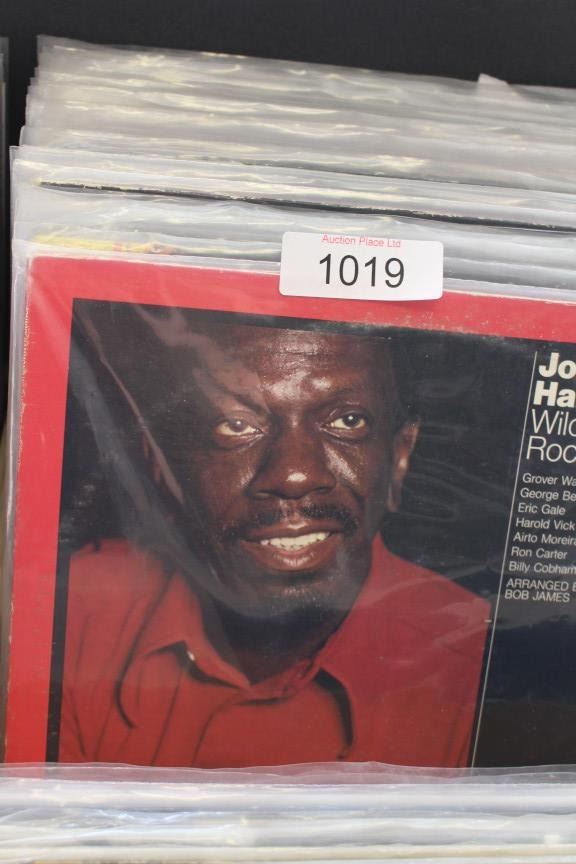 Auction Place Ltd
1019
Jo
Ha
Wild
Roc
Grover Wa
George Be
Eric Gale
Harold Vick
Airto Moreira
Ron Carter
Billy Cobham
ARRANGED B
BOB JAMES